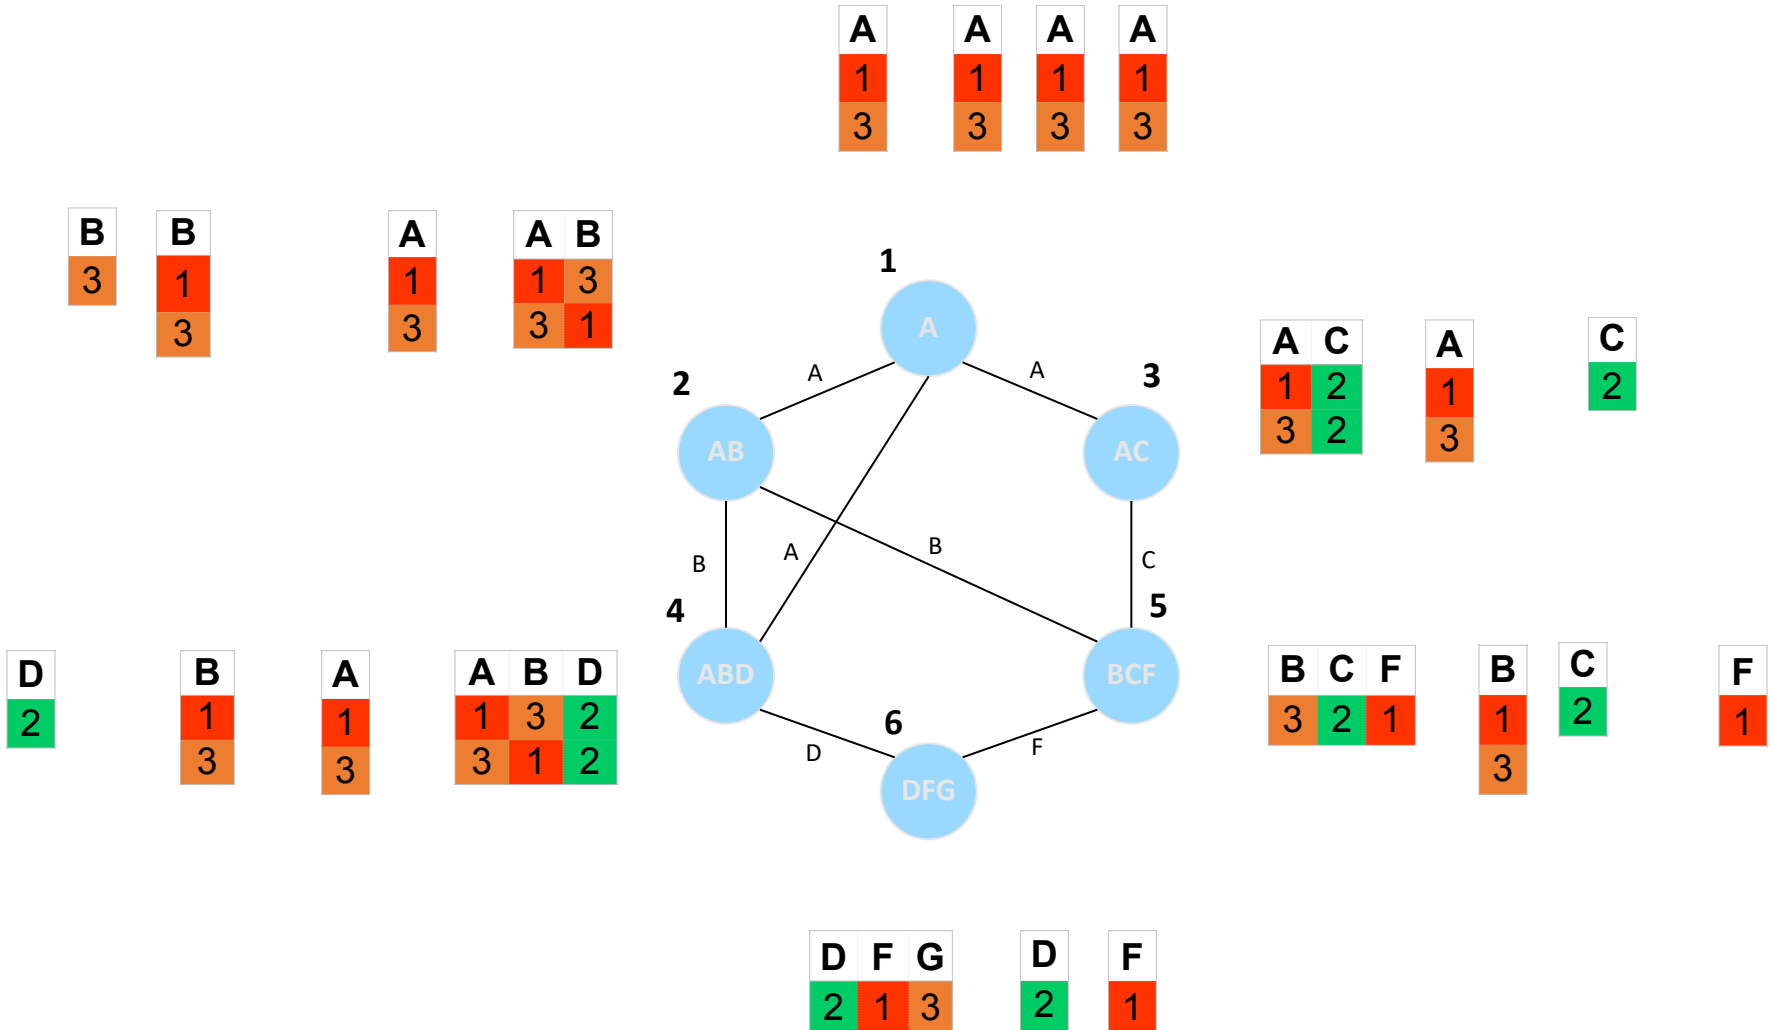 A A A A
1 1 1 1
3 3 3 3
B B A A B
3 1 1 1 3
3 3 3 1
1
A
A A
2 3
AB AC
A C A C
1 2 1 2
3 2 3
B A B C
4 5
ABD BCF
D B A A B D
2 1 1 1 3 2
3 3 3 1 2
B C F B C F
3 2 1 1 2 1
3
6
D F
DFG
D F G D F
2 1 3 2 1